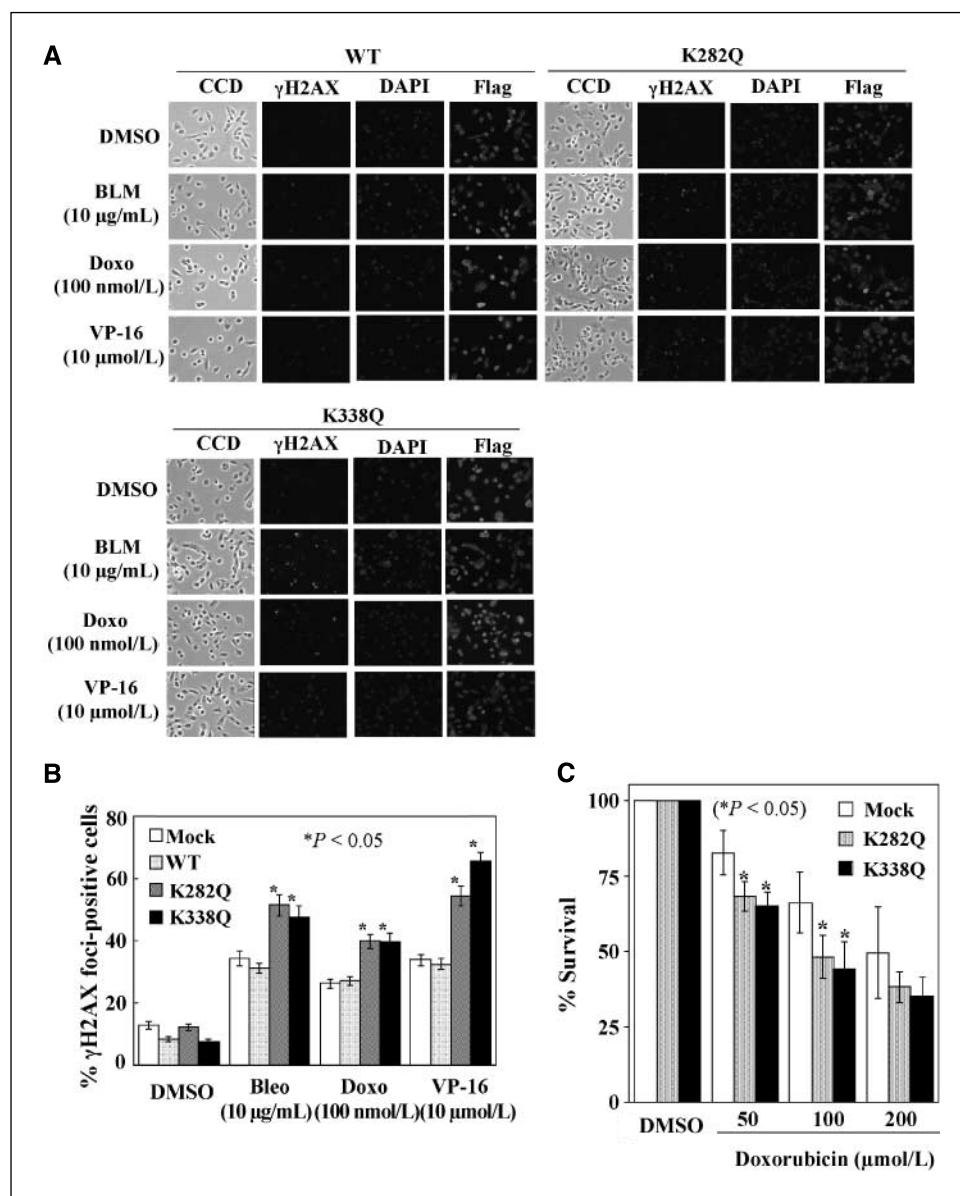 A
WT
K282Q
CCD γH2AX DAPI Flag CCD γH2AX DAPI Flag
DMSO
BLM
(10 μg/mL)
Doxo
(100 nmol/L)
VP-16
(10 μmol/L)
K338Q
CCD γH2AX DAPI Flag
DMSO
BLM
(10 μg/mL)
Doxo
(100 nmol/L)
VP-16
(10 μmol/L)
B
% γH2AX foci-positive cells
80
60
40
20
0
Mock
WT
K282Q
K338Q
*P < 0.05
* * * * * *
DMSO Bleo Doxo VP-16
(10 μg/mL) (100 nmol/L) (10 μmol/L)
C
% Survival
100
75
50
25
0
(*P < 0.05)
Mock
K282Q
K338Q
* * * *
DMSO 50 100 200
Doxorubicin (μmol/L)